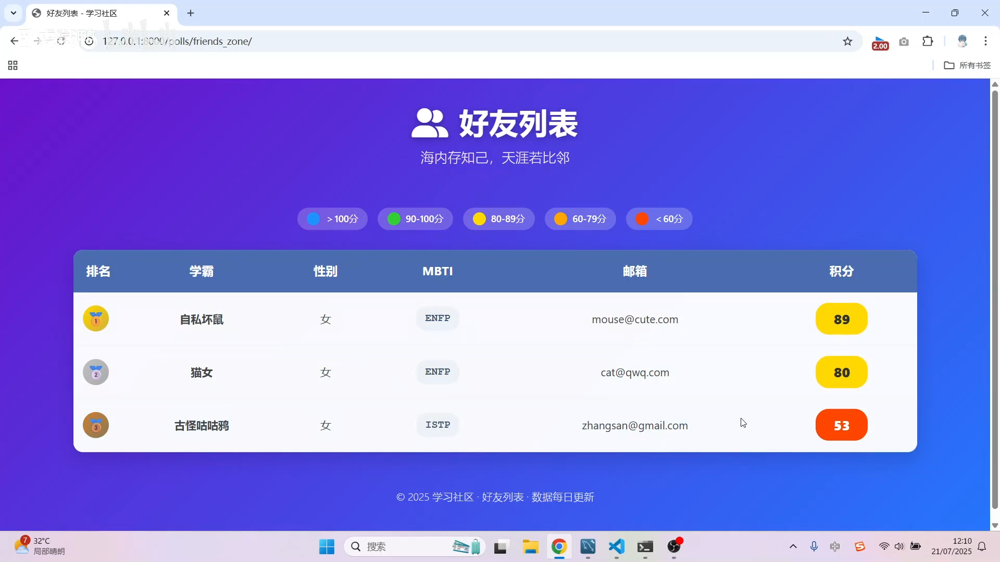 好友列表 - 学习社区
127.0.0.1:8000/polls/friends_zone/
2.00
所有书签
好友列表
海内存知己，天涯若比邻
> 100分
90-100分
80-89分
60-79分
< 60分
排名 学霸 性别 MBTI 邮箱 积分
1 自私坏鼠 女 ENFP mouse@cute.com 89
2 猫女 女 ENFP cat@qwq.com 80
3 古怪咕咕鸦 女 ISTP zhangsan@gmail.com 53
© 2025 学习社区 · 好友列表 · 数据每日更新
7
32°C
局部晴朗
搜索
中
12:10
21/07/2025